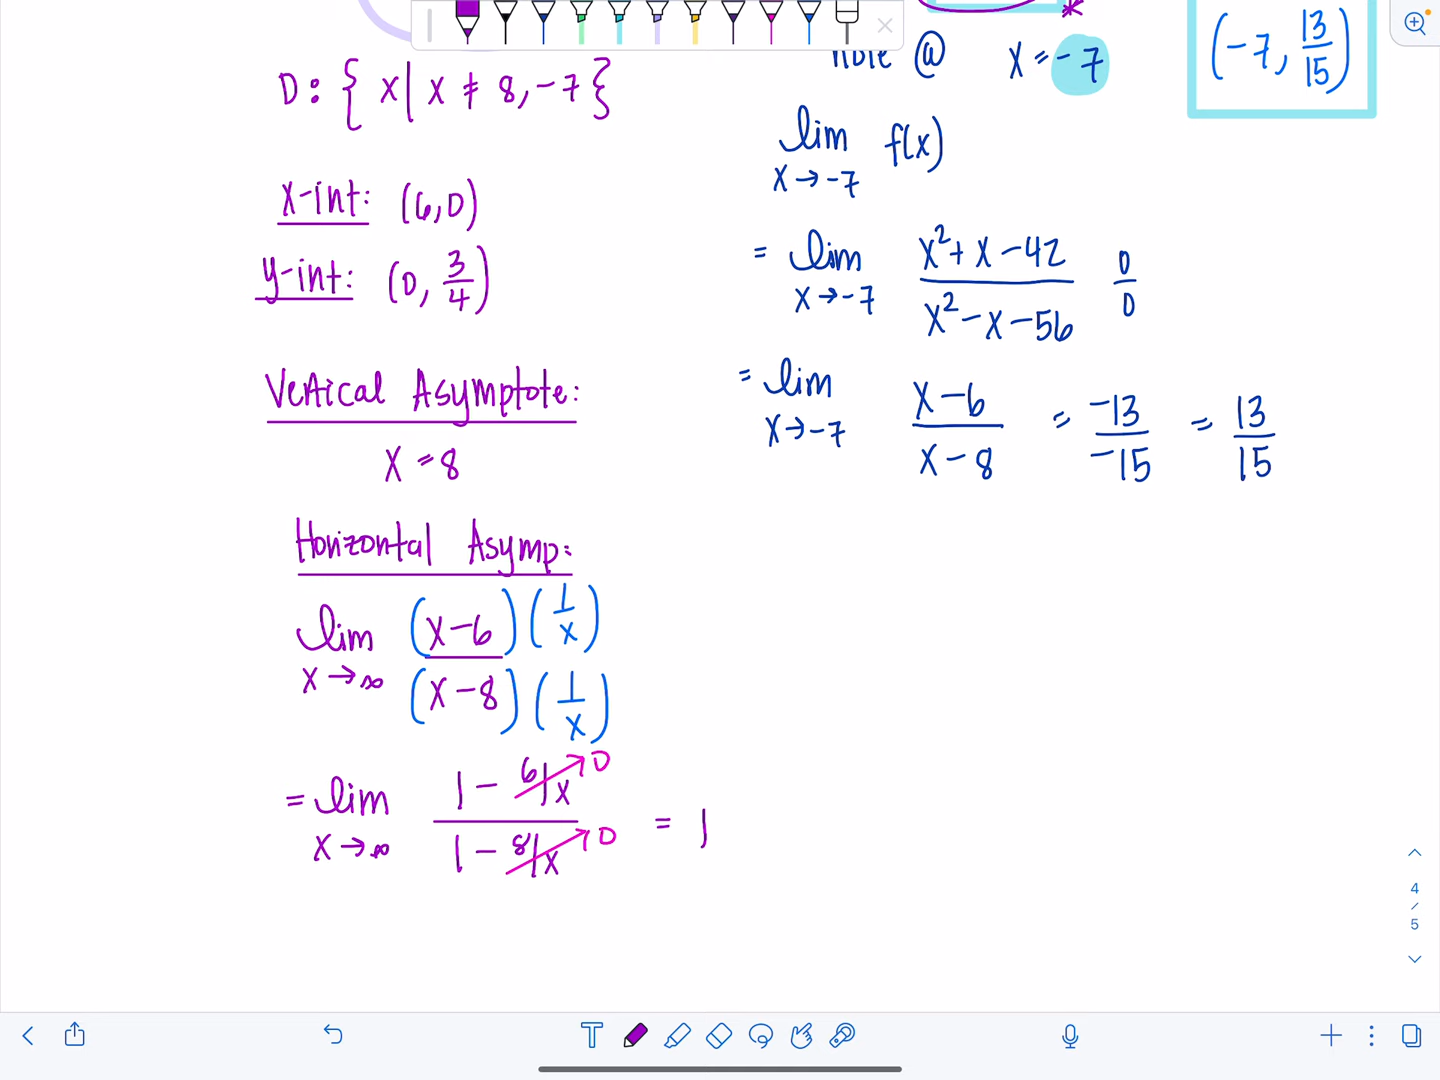 D: { x | x ≠ 8, -7 }
x-int: (6, 0)
y-int: (0, 3/4)
Vertical Asymptote:
x = 8
Horizontal Asymp:
lim x→∞ (x-6)(1/x) / (x-8)(1/x)
= lim x→∞ (1 - 6/x → 0) / (1 - 8/x → 0) = 1
hole @ x = -7
(-7, 13/15)
lim x→-7 f(x)
= lim x→-7 (x² + x - 42) / (x² - x - 56) 0/0
= lim x→-7 (x-6) / (x-8) = -13/-15 = 13/15
4
/
5
T